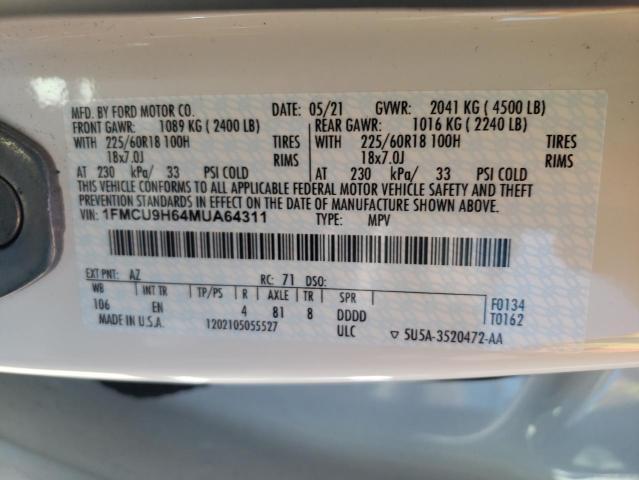 MFD. BY FORD MOTOR CO. DATE: 05/21 GVWR: 2041 KG ( 4500 LB)
FRONT GAWR: 1089 KG ( 2400 LB) REAR GAWR: 1016 KG ( 2240 LB)
WITH 225/60R18 100H TIRES WITH 225/60R18 100H TIRES
18x7.0J RIMS 18x7.0J RIMS
AT 230 kPa/ 33 PSI COLD AT 230 kPa/ 33 PSI COLD
THIS VEHICLE CONFORMS TO ALL APPLICABLE FEDERAL MOTOR VEHICLE SAFETY AND THEFT
PREVENTION STANDARDS IN EFFECT ON THE DATE OF MANUFACTURE SHOWN ABOVE.
VIN: 1FMCU9H64MUA64311 TYPE: MPV
EXT PNT: AZ RC: 71 DSO:
WB INT TR TP/PS R AXLE TR SPR F0134
106 EN 4 81 8 DDDD T0162
MADE IN U.S.A. 1202105055527 ULC ▽ 5U5A-3520472-AA